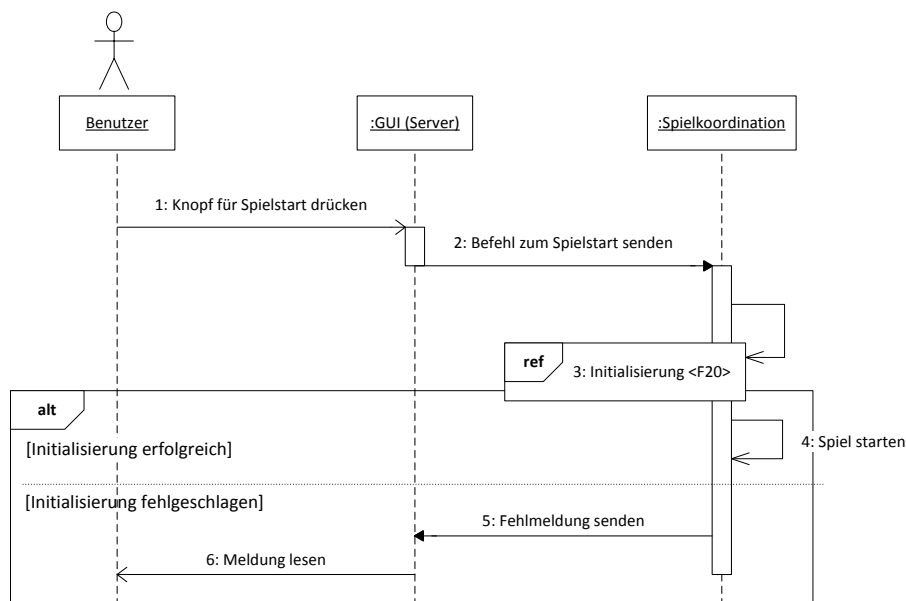 Benutzer
:GUI (Server)
:Spielkoordination
1: Knopf für Spielstart drücken
2: Befehl zum Spielstart senden
ref
3: Initialisierung <F20>
alt
[Initialisierung erfolgreich]
4: Spiel starten
[Initialisierung fehlgeschlagen]
5: Fehlmeldung senden
6: Meldung lesen